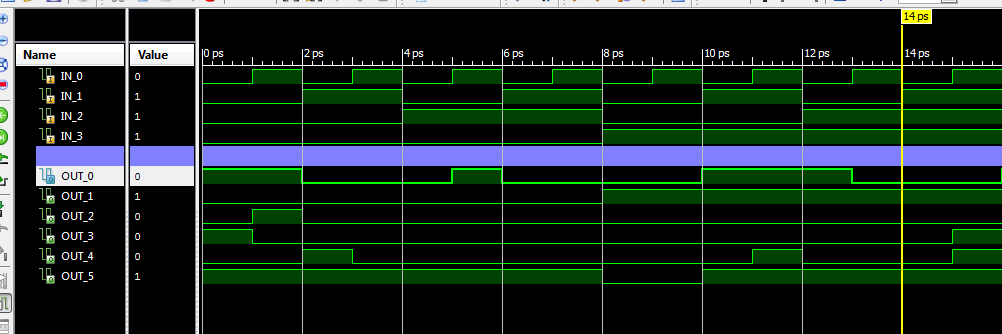 14 ps
Name Value
0 ps 2 ps 4 ps 6 ps 8 ps 10 ps 12 ps 14 ps
IN_0 0
IN_1 1
IN_2 1
IN_3 1
OUT_0 0
OUT_1 1
OUT_2 0
OUT_3 0
OUT_4 0
OUT_5 1